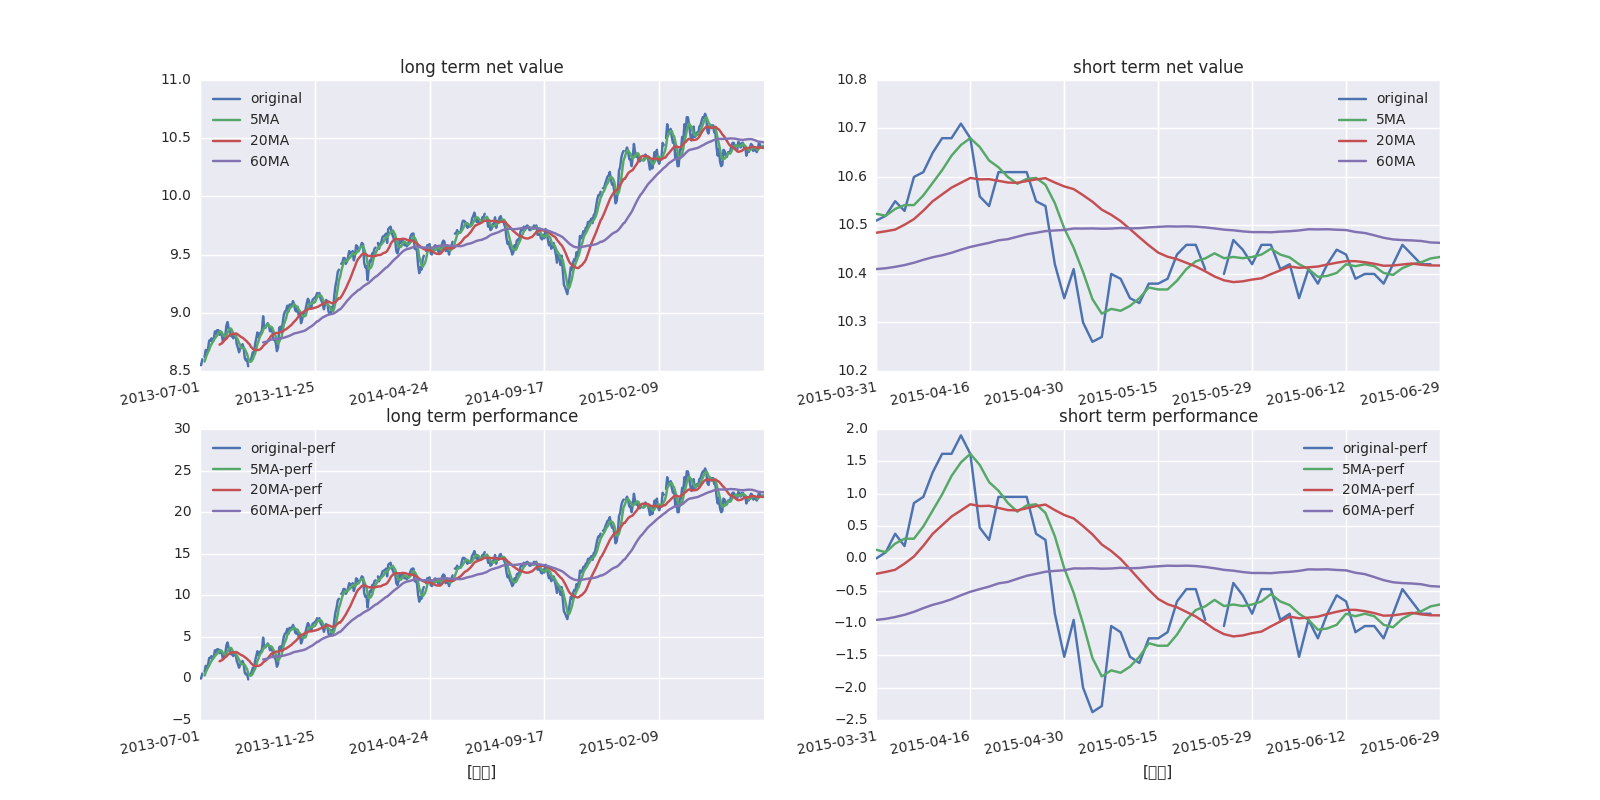 long term net value
11.0
10.5
10.0
9.5
9.0
8.5
original
5MA
20MA
60MA
2013-07-01
2013-11-25
2014-04-24
2014-09-17
2015-02-09
short term net value
10.8
10.7
10.6
10.5
10.4
10.3
10.2
original
5MA
20MA
60MA
2015-03-31
2015-04-16
2015-04-30
2015-05-15
2015-05-29
2015-06-12
2015-06-29
long term performance
30
25
20
15
10
5
0
−5
original-perf
5MA-perf
20MA-perf
60MA-perf
2013-07-01
2013-11-25
2014-04-24
2014-09-17
2015-02-09
short term performance
2.0
1.5
1.0
0.5
0.0
−0.5
−1.0
−1.5
−2.0
−2.5
original-perf
5MA-perf
20MA-perf
60MA-perf
2015-03-31
2015-04-16
2015-04-30
2015-05-15
2015-05-29
2015-06-12
2015-06-29